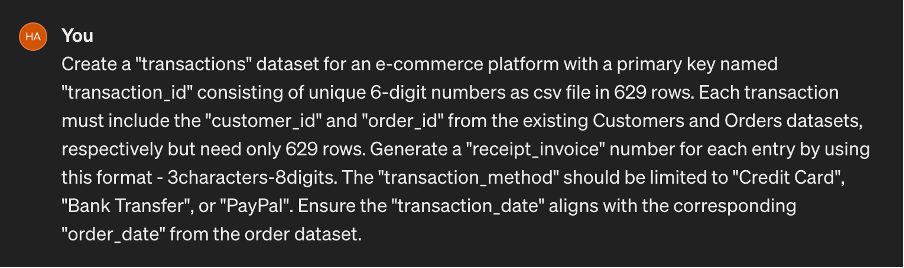 HA You
Create a "transactions" dataset for an e-commerce platform with a primary key named
"transaction_id" consisting of unique 6-digit numbers as csv file in 629 rows. Each transaction
must include the "customer_id" and "order_id" from the existing Customers and Orders datasets,
respectively but need only 629 rows. Generate a "receipt_invoice" number for each entry by using
this format - 3characters-8digits. The "transaction_method" should be limited to "Credit Card",
"Bank Transfer", or "PayPal". Ensure the "transaction_date" aligns with the corresponding
"order_date" from the order dataset.